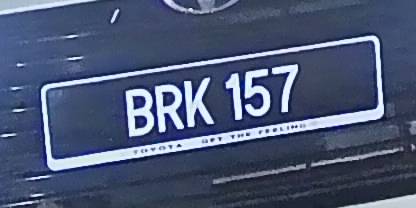 BRK 157
TOYOTA GET THE FEELING